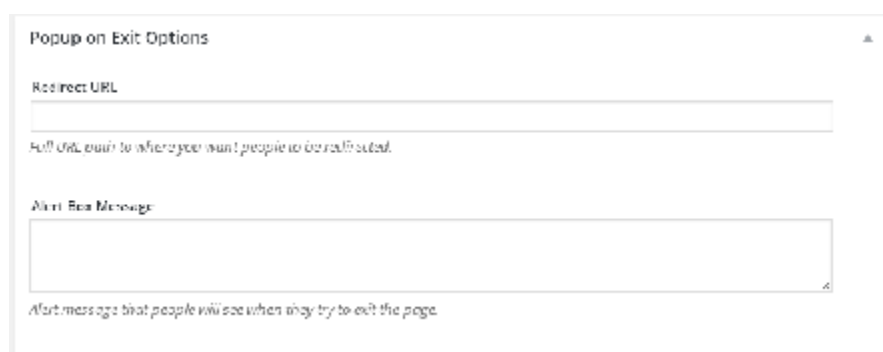 Popup on Exit Options
Redirect URL
Full URL path to where you want people to be redirected.
Alert Box Message
Alert message that people will see when they try to exit the page.